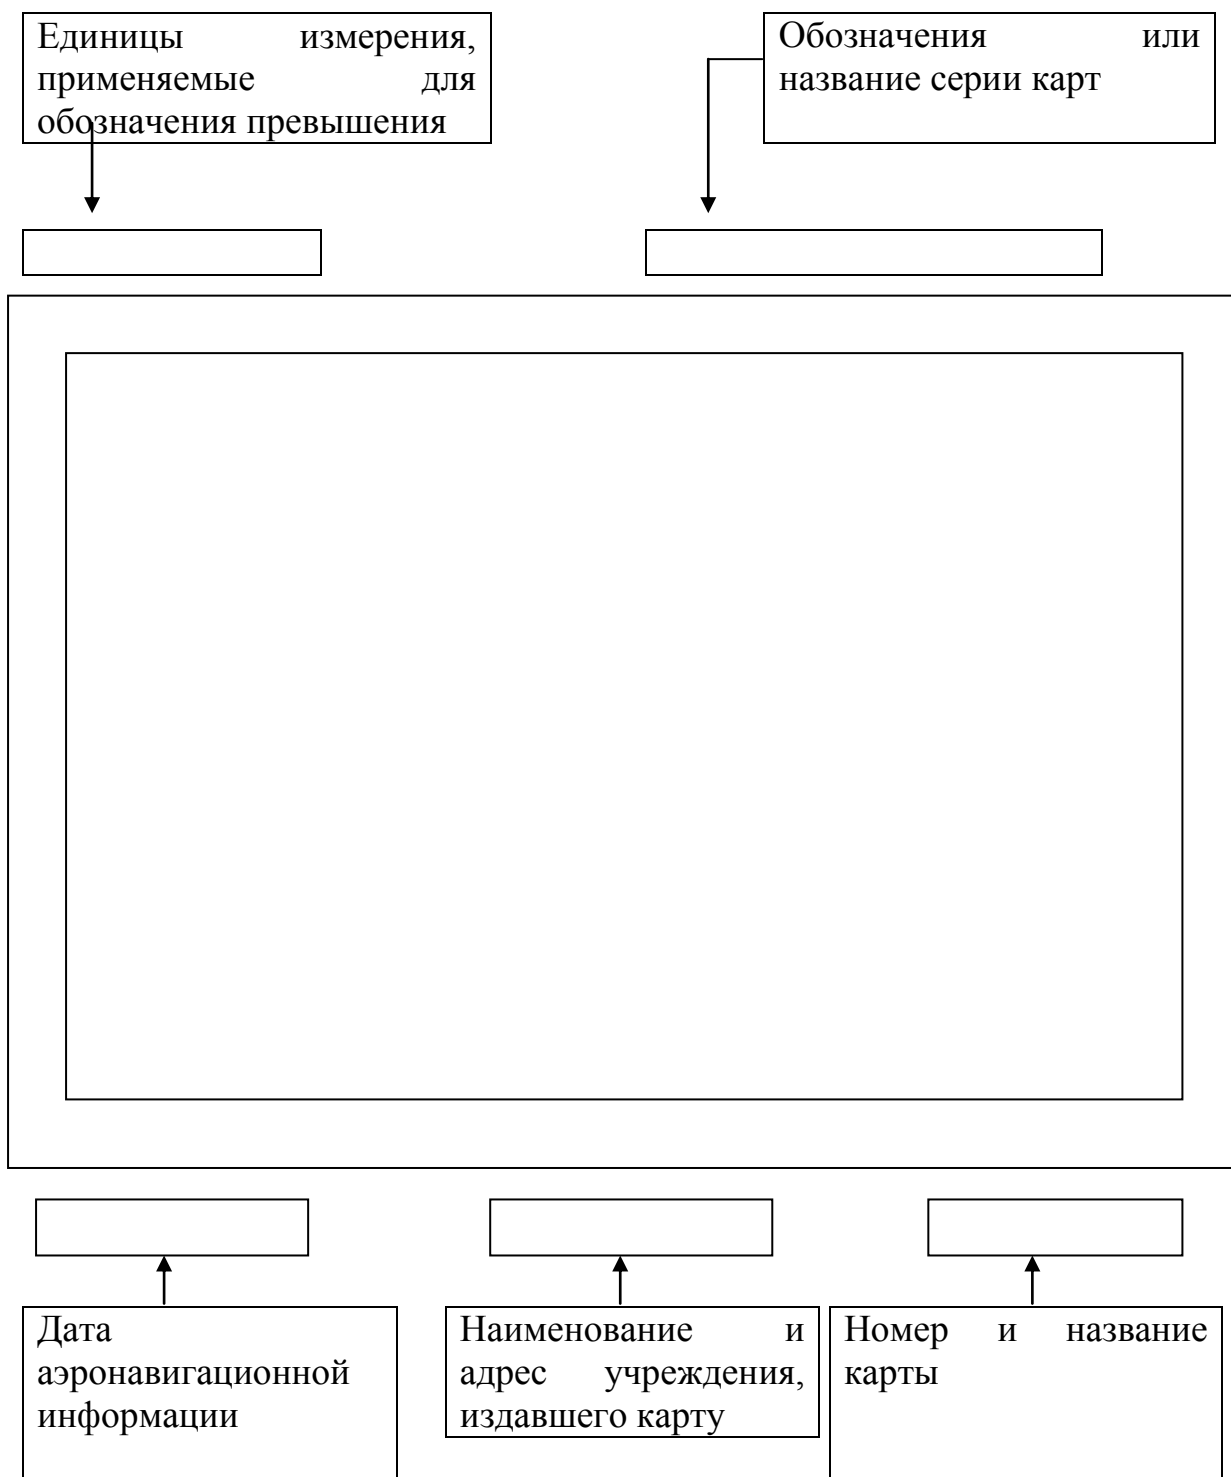 Единицы измерения,
применяемые для
обозначения превышения
Обозначения или
название серии карт
Дата
аэронавигационной
информации
Наименование и
адрес учреждения,
издавшего карту
Номер и название
карты